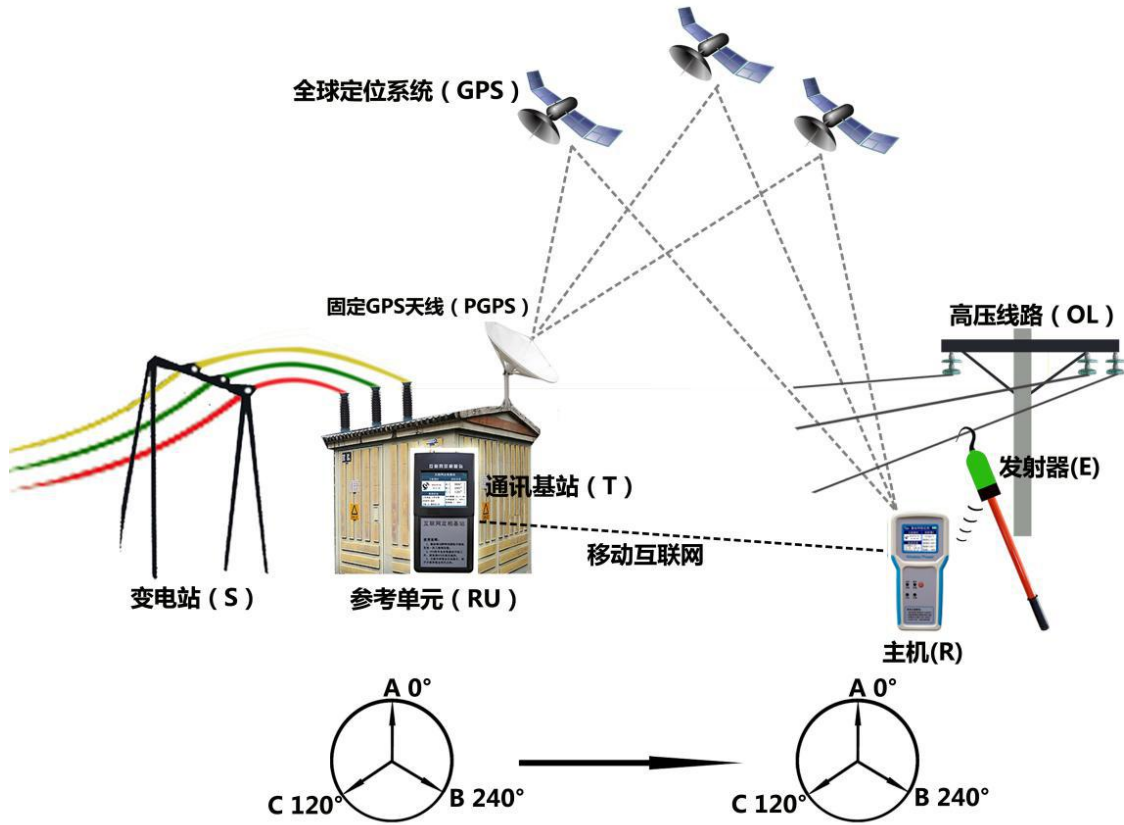 全球定位系统（GPS）
固定GPS天线（PGPS）
高压线路（OL）
发射器(E)
通讯基站（T）
移动互联网
变电站（S）
参考单元（RU）
主机(R)
A 0°
C 120°
B 240°
A 0°
C 120°
B 240°